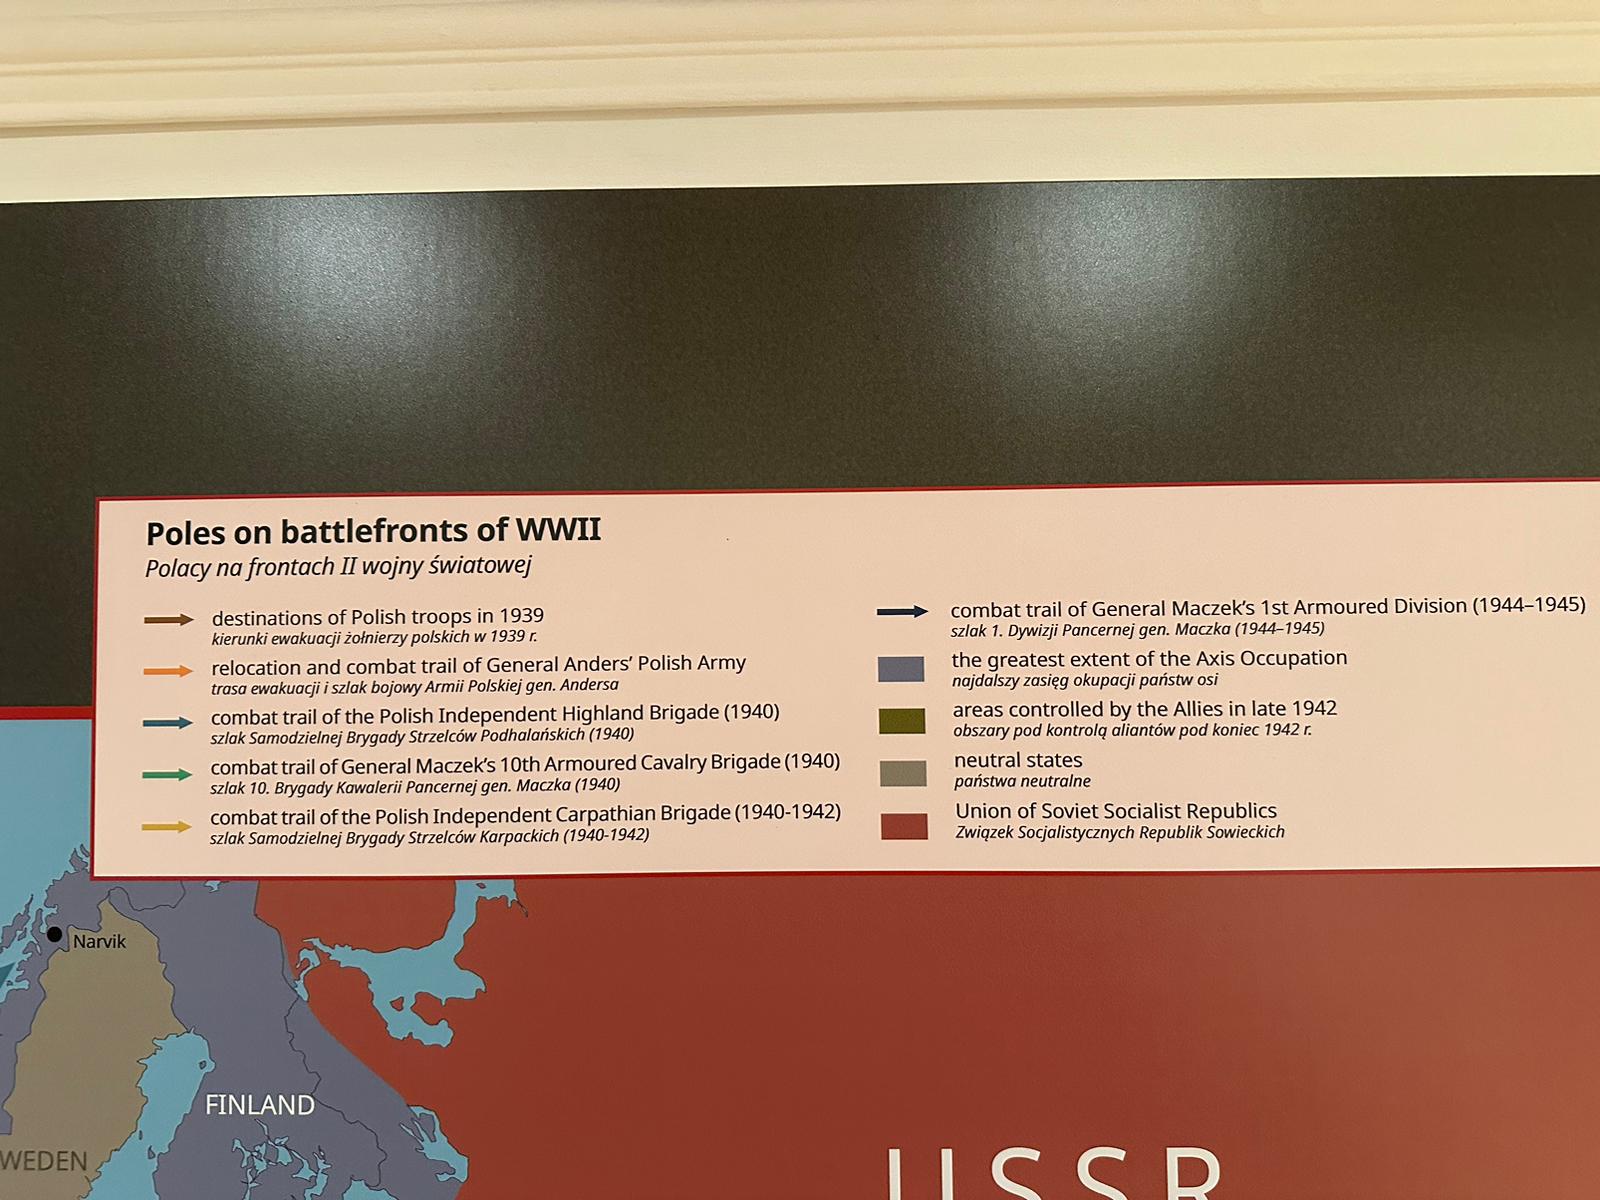 Poles on battlefronts of WWII
Polacy na frontach II wojny światowej
destinations of Polish troops in 1939
kierunki ewakuacji żołnierzy polskich w 1939 r.
relocation and combat trail of General Anders’ Polish Army
trasa ewakuacji i szlak bojowy Armii Polskiej gen. Andersa
combat trail of the Polish Independent Highland Brigade (1940)
szlak Samodzielnej Brygady Strzelców Podhalańskich (1940)
combat trail of General Maczek’s 10th Armoured Cavalry Brigade (1940)
szlak 10. Brygady Kawalerii Pancernej gen. Maczka (1940)
combat trail of the Polish Independent Carpathian Brigade (1940-1942)
szlak Samodzielnej Brygady Strzelców Karpackich (1940-1942)
combat trail of General Maczek’s 1st Armoured Division (1944–1945)
szlak 1. Dywizji Pancernej gen. Maczka (1944–1945)
the greatest extent of the Axis Occupation
najdalszy zasięg okupacji państw osi
areas controlled by the Allies in late 1942
obszary pod kontrolą aliantów pod koniec 1942 r.
neutral states
państwa neutralne
Union of Soviet Socialist Republics
Związek Socjalistycznych Republik Sowieckich
Narvik
FINLAND
WEDEN
USSR